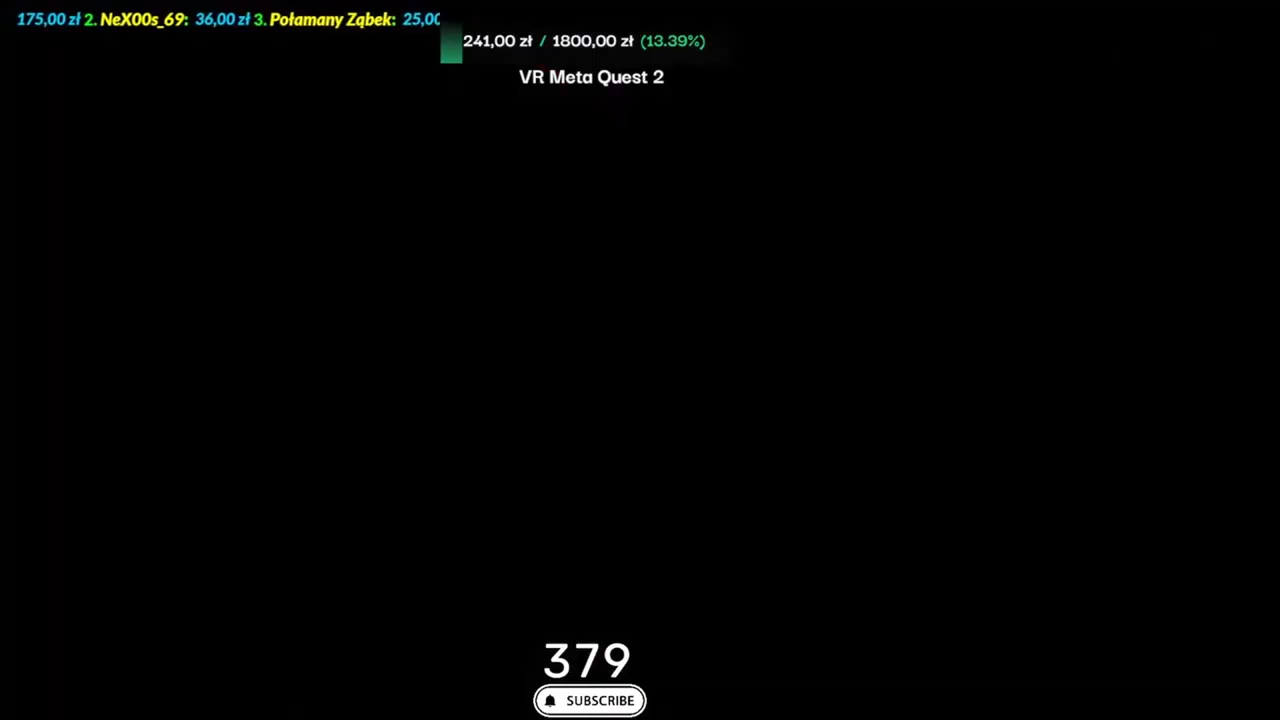 175,00 zł 2. NeX00s_69: 36,00 zł 3. Połamany Ząbek: 25,00
241,00 zł / 1800,00 zł (13.39%)
VR Meta Quest 2
379
SUBSCRIBE